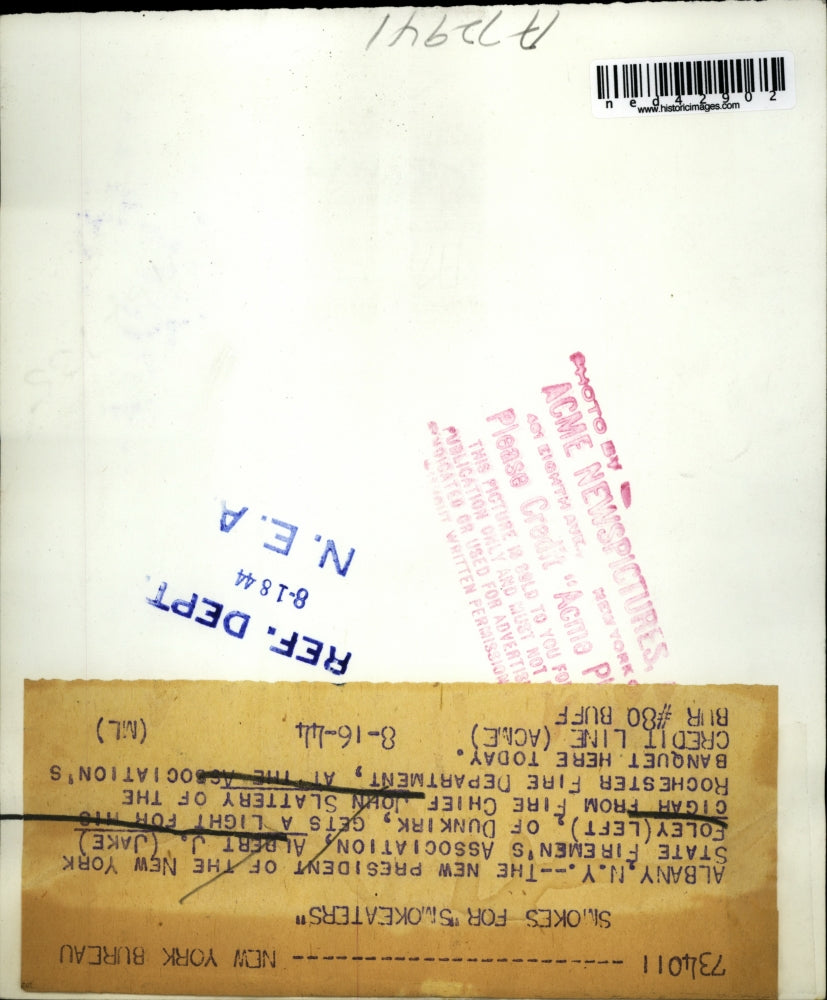 A72941
ned42902
www.historicimages.com
PHOTO BY
ACME NEWSPICTURES,
401 EIGHTH AVE., NEW YORK
Please Credit "Acme P
THIS PICTURE IS SOLD TO YOU FO
PUBLICATION ONLY AND MUST NOT
SYNDICATED OR USED FOR ADVERTIS
WRITTEN PERMISSION
REF. DEPT.
8-18 44
N.E.A
734011 ------------------------ NEW YORK BUREAU
SMOKES FOR "SMOKEATERS"
ALBANY, N.Y.--THE NEW PRESIDENT OF THE NEW YORK
STATE FIREMEN'S ASSOCIATION, ALBERT J. (JAKE)
FOLEY (LEFT), OF DUNKIRK, GETS A LIGHT FOR HIS
CIGAR FROM FIRE CHIEF JOHN SLATTERY OF THE
ROCHESTER FIRE DEPARTMENT, AT THE ASSOCIATION'S
BANQUET HERE TODAY.
CREDIT LINE (ACME) 8-16-44 (ML)
BUR #80 BUFF